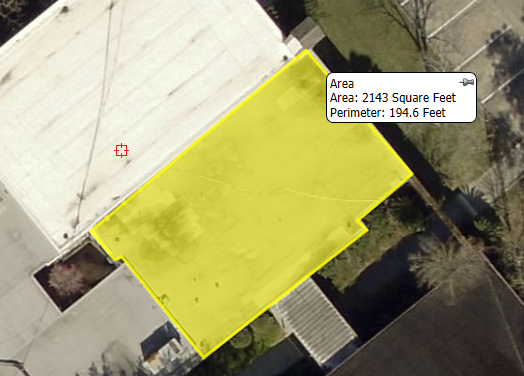 Area
Area: 2143 Square Feet
Perimeter: 194.6 Feet